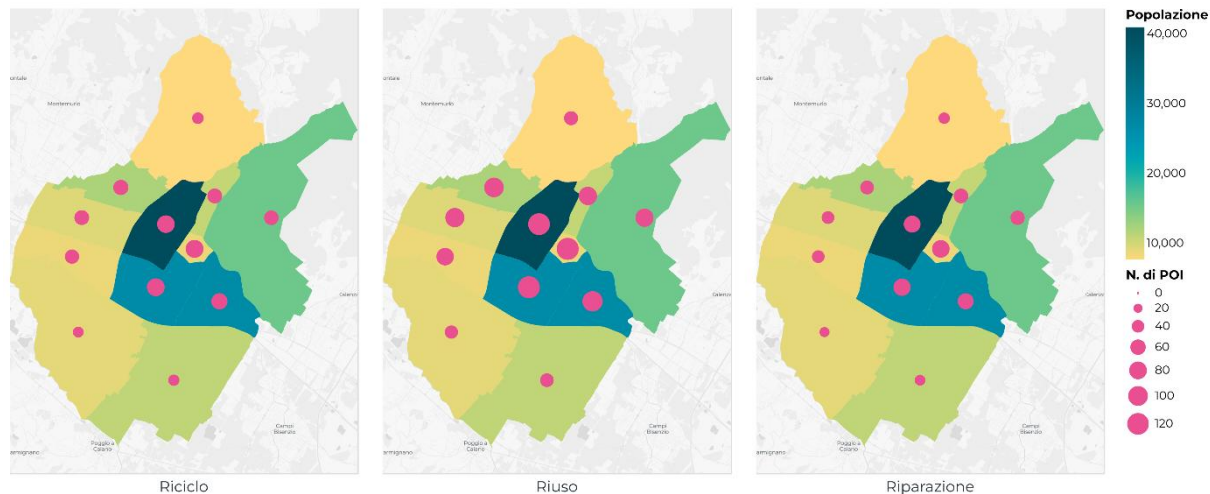 Popolazione
40,000
30,000
20,000
10,000
N. di POI
0
20
40
60
80
100
120
Montemurlo
Poggio a
Caiano
Campi
Bisenzio
Montemurlo
Poggio a
Caiano
Campi
Bisenzio
Montemurlo
Poggio a
Caiano
Campi
Bisenzio
Riciclo
Riuso
Riparazione